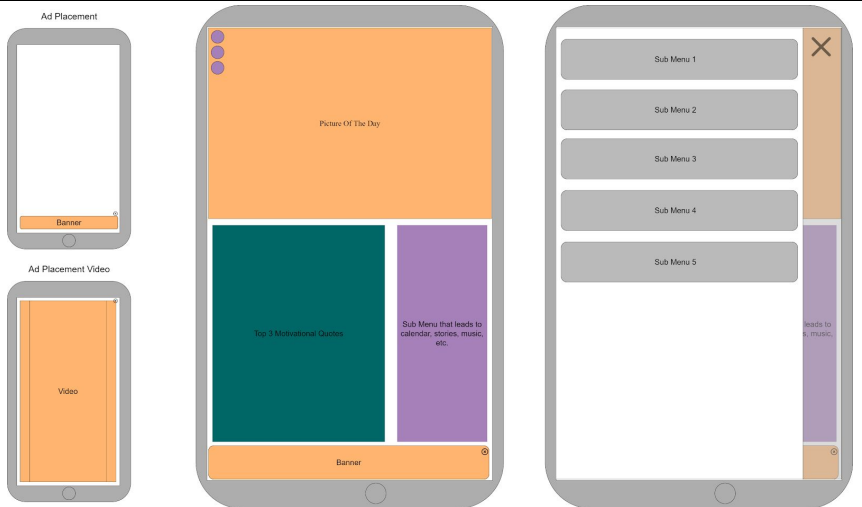 Ad Placement
Banner
Ad Placement Video
Video
Picture Of The Day
Top 3 Motivational Quotes
Sub Menu that leads to
calendar, stories, music,
etc.
Banner
Sub Menu 1
Sub Menu 2
Sub Menu 3
Sub Menu 4
Sub Menu 5
leads to
s, music,